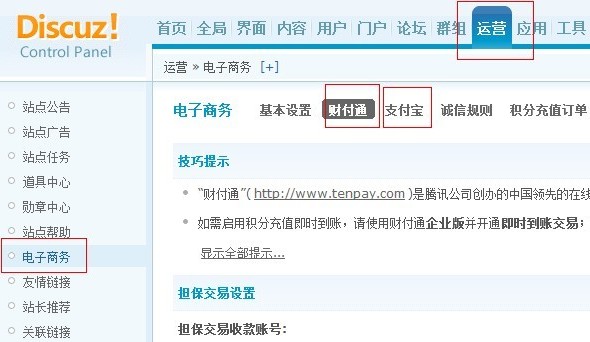 Discuz!
Control Panel
首页 全局 界面 内容 用户 门户 论坛 群组 运营 应用 工具
运营 » 电子商务 [+]
站点公告
站点广告
站点任务
道具中心
勋章中心
站点帮助
电子商务
友情链接
站长推荐
关联链接
电子商务 基本设置 财付通 支付宝 诚信规则 积分充值订单
技巧提示
“财付通”( http://www.tenpay.com )是腾讯公司创办的中国领先的在线
如需启用积分充值即时到账，请使用财付通企业版并开通即时到账交易；
显示全部提示...
担保交易设置
担保交易收款账号: